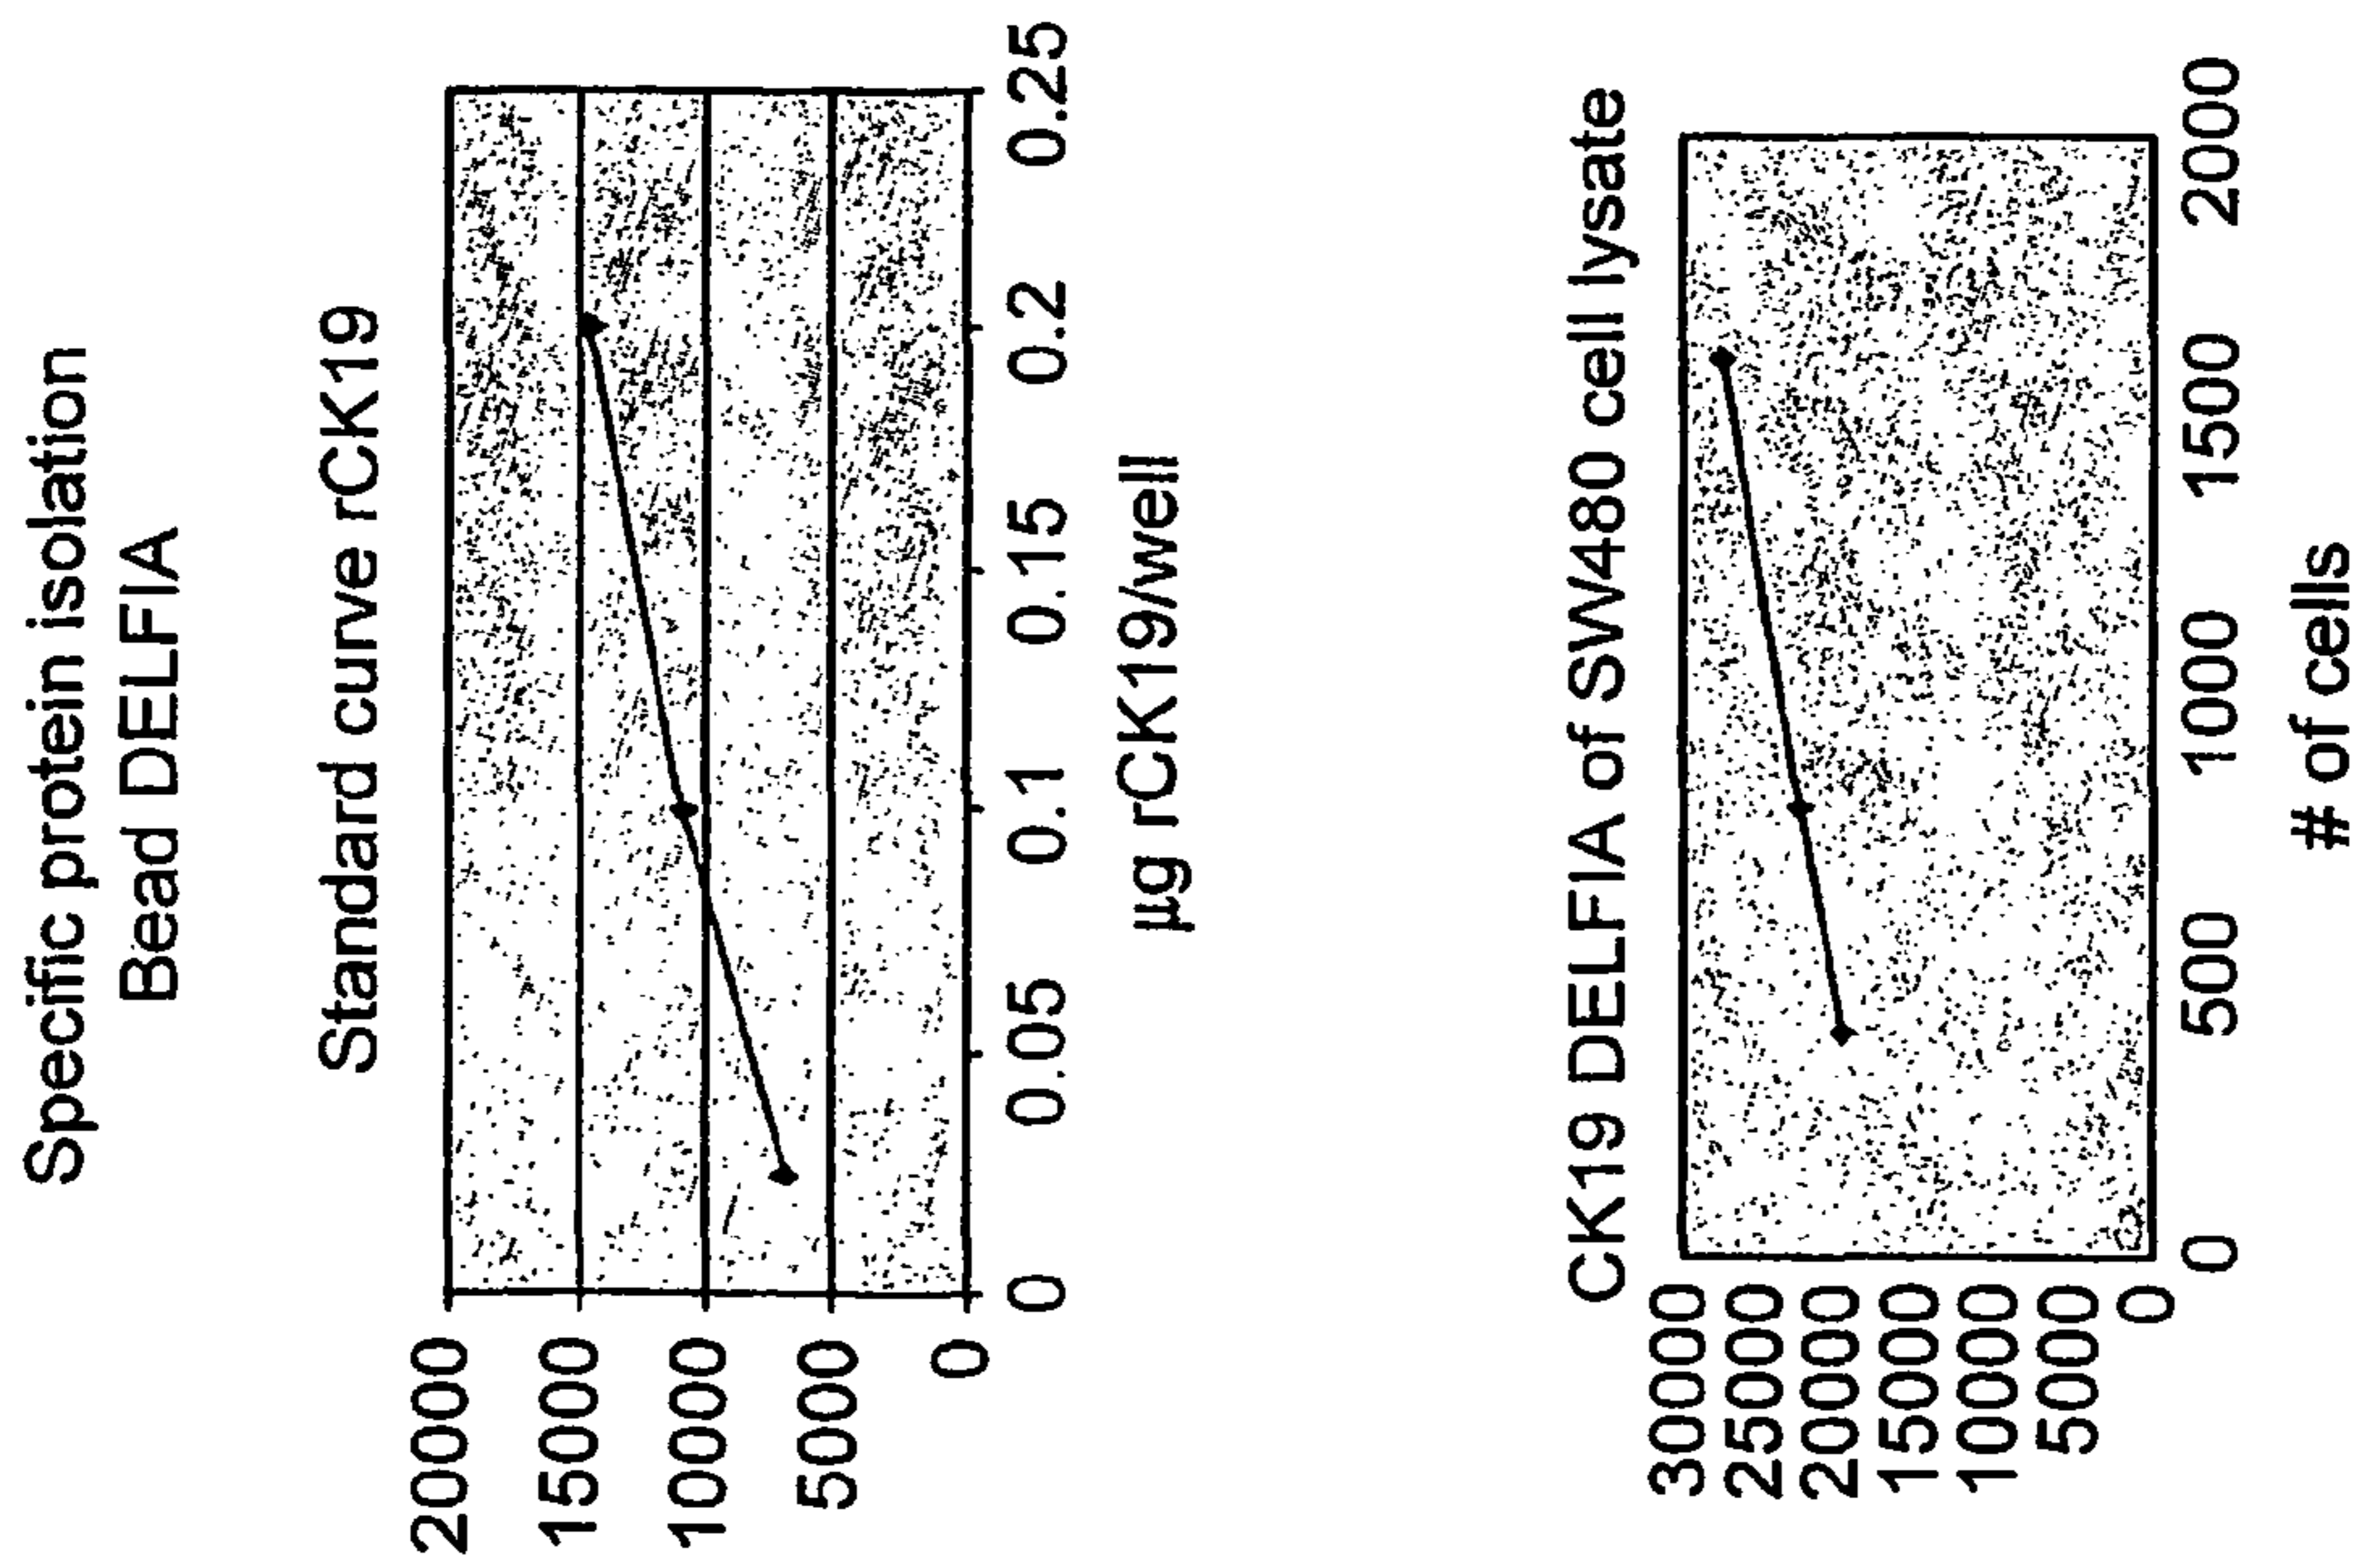 Specific protein isolation
Bead DELFIA
Standard curve rCK19
20000
15000
10000
5000
0
0 0.05 0.1 0.15 0.2 0.25
µg rCK19/well
CK19 DELFIA of SW480 cell lysate
30000
25000
20000
15000
10000
5000
0
0 500 1000 1500 2000
# of cells